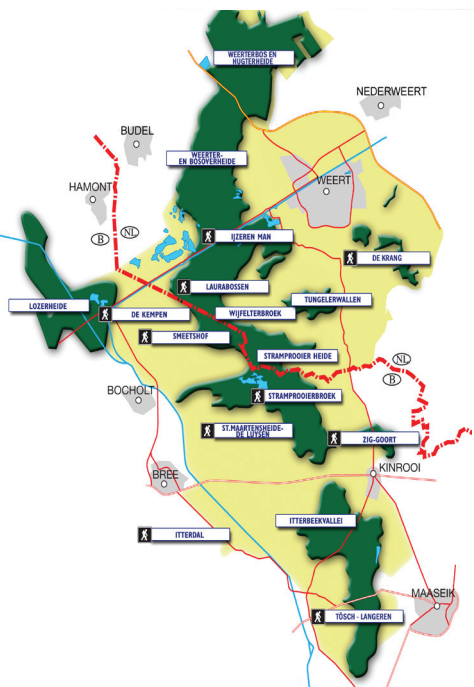 WEERTERBOS EN
HUGTERHEIDE
NEDERWEERT
BUDEL
WEERTER-
EN BOSOVERHEIDE
WEERT
HAMONT
NL
B
IJZEREN MAN
DE KRANG
LAURABOSSEN
LOZERHEIDE
TUNGELERWALLEN
DE KEMPEN
WIJFELTERBROEK
SMEETSHOF
STRAMPROOIER HEIDE
NL
B
BOCHOLT
STRAMPROOIERBROEK
ST.MAARTENSHEIDE-
DE LUYSEN
ZIG-GOORT
KINROOI
BREE
ITTERBEEKVALLEI
ITTERDAL
MAASEIK
TÖSCH - LANGEREN